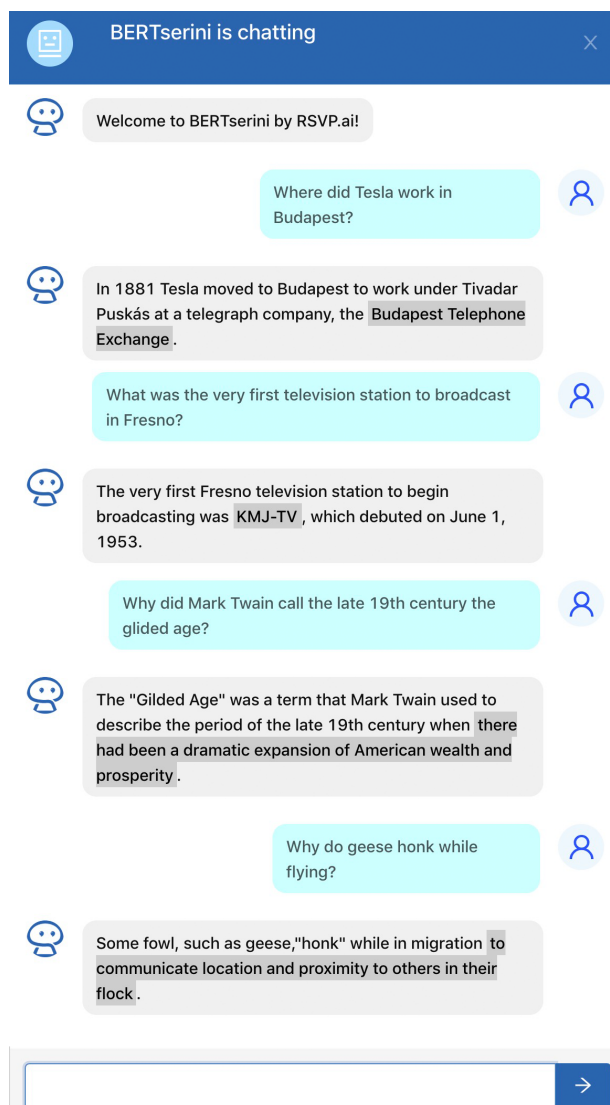 BERTserini is chatting
X
Welcome to BERTserini by RSVP.ai!
Where did Tesla work in
Budapest?
In 1881 Tesla moved to Budapest to work under Tivadar
Puskás at a telegraph company, the Budapest Telephone
Exchange .
What was the very first television station to broadcast
in Fresno?
The very first Fresno television station to begin
broadcasting was KMJ-TV , which debuted on June 1,
1953.
Why did Mark Twain call the late 19th century the
glided age?
The "Gilded Age" was a term that Mark Twain used to
describe the period of the late 19th century when there
had been a dramatic expansion of American wealth and
prosperity .
Why do geese honk while
flying?
Some fowl, such as geese,"honk" while in migration to
communicate location and proximity to others in their
flock .